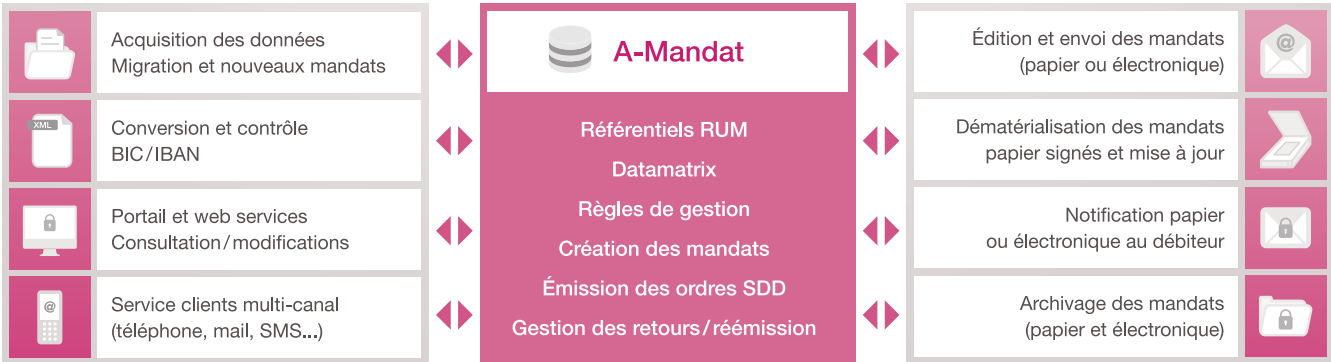 Acquisition des données
Migration et nouveaux mandats
XML
Conversion et contrôle
BIC/IBAN
Portail et web services
Consultation/modifications
@
Service clients multi-canal
(téléphone, mail, SMS...)
A-Mandat
Référentiels RUM
Datamatrix
Règles de gestion
Création des mandats
Émission des ordres SDD
Gestion des retours/réémission
Édition et envoi des mandats
(papier ou électronique)
@
Dématérialisation des mandats
papier signés et mise à jour
Notification papier
ou électronique au débiteur
Archivage des mandats
(papier et électronique)